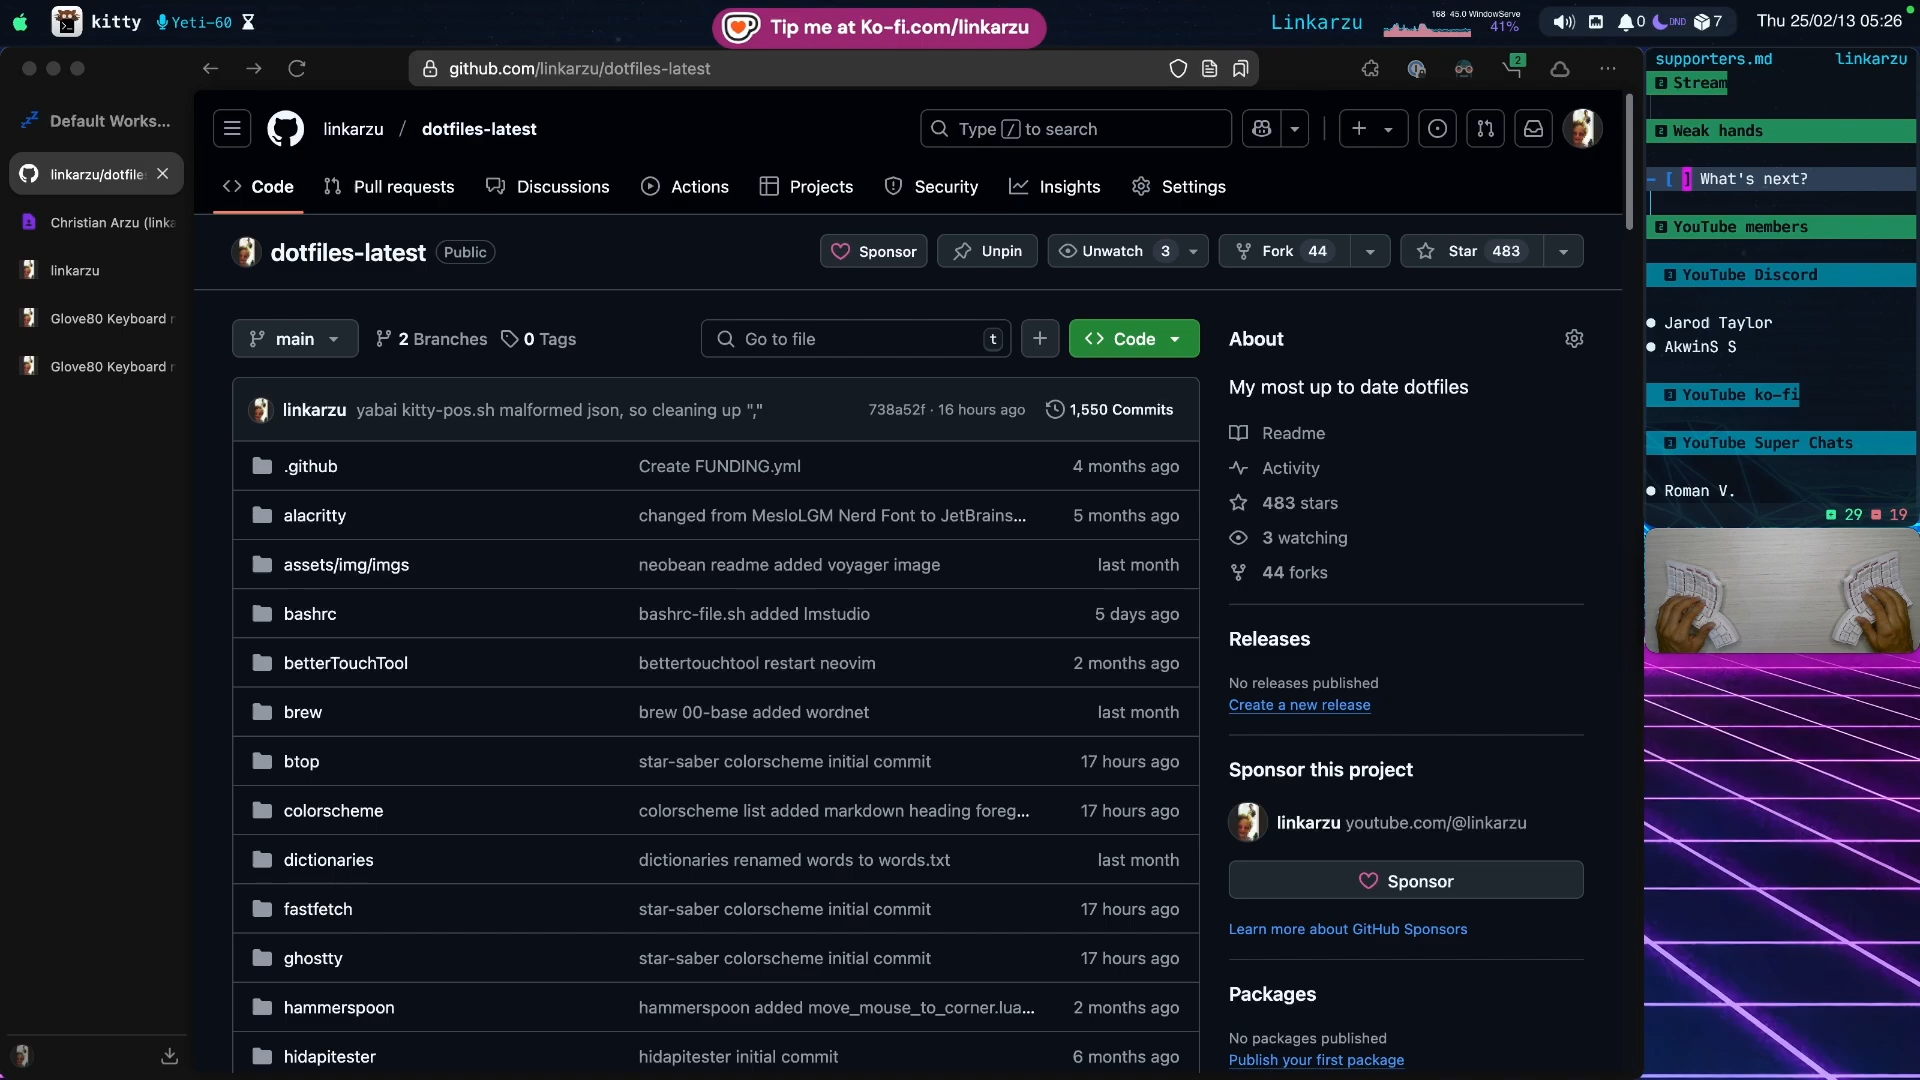 kitty
Yeti-60
Tip me at Ko-fi.com/linkarzu
Linkarzu
168 45.0 WindowServe
41%
0
DND
7
Thu 25/02/13 05:26
github.com/linkarzu/dotfiles-latest
2
Default Works...
linkarzu/dotfile
Christian Arzu (linka
linkarzu
Glove80 Keyboard r
Glove80 Keyboard r
linkarzu / dotfiles-latest
Type / to search
Code
Pull requests
Discussions
Actions
Projects
Security
Insights
Settings
dotfiles-latest
Public
Sponsor
Unpin
Unwatch 3
Fork 44
Star 483
main
2 Branches
0 Tags
Go to file
t
Code
linkarzu yabai kitty-pos.sh malformed json, so cleaning up ","
738a52f · 16 hours ago
1,550 Commits
.github Create FUNDING.yml 4 months ago
alacritty changed from MesloLGM Nerd Font to JetBrains... 5 months ago
assets/img/imgs neobean readme added voyager image last month
bashrc bashrc-file.sh added lmstudio 5 days ago
betterTouchTool bettertouchtool restart neovim 2 months ago
brew brew 00-base added wordnet last month
btop star-saber colorscheme initial commit 17 hours ago
colorscheme colorscheme list added markdown heading foreg... 17 hours ago
dictionaries dictionaries renamed words to words.txt last month
fastfetch star-saber colorscheme initial commit 17 hours ago
ghostty star-saber colorscheme initial commit 17 hours ago
hammerspoon hammerspoon added move_mouse_to_corner.lua... 2 months ago
hidapitester hidapitester initial commit 6 months ago
About
My most up to date dotfiles
Readme
Activity
483 stars
3 watching
44 forks
Releases
No releases published
Create a new release
Sponsor this project
linkarzu youtube.com/@linkarzu
Sponsor
Learn more about GitHub Sponsors
Packages
No packages published
Publish your first package
supporters.md linkarzu
2 Stream
2 Weak hands
- [ ] What's next?
2 YouTube members
3 YouTube Discord
Jarod Taylor
AkwinS S
3 YouTube ko-fi
3 YouTube Super Chats
Roman V.
29 19